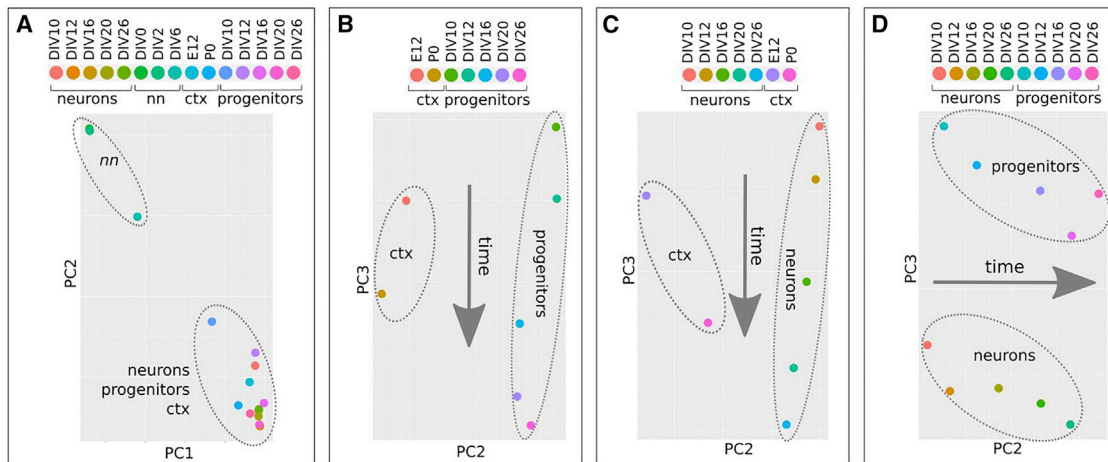 A
DIV10 DIV12 DIV16 DIV20 DIV26 DIV0 DIV2 DIV6 E12 P0 DIV10 DIV12 DIV16 DIV20 DIV26
neurons nn ctx progenitors
nn
neurons
progenitors
ctx
PC2
PC1
B
E12 P0 DIV10 DIV12 DIV16 DIV20 DIV26
ctx progenitors
ctx
time
progenitors
PC3
PC2
C
DIV10 DIV12 DIV16 DIV20 DIV26 E12 P0
neurons ctx
ctx
time
neurons
PC3
PC2
D
DIV10 DIV12 DIV16 DIV20 DIV26 DIV10 DIV12 DIV16 DIV20 DIV26
neurons progenitors
progenitors
time
neurons
PC3
PC2